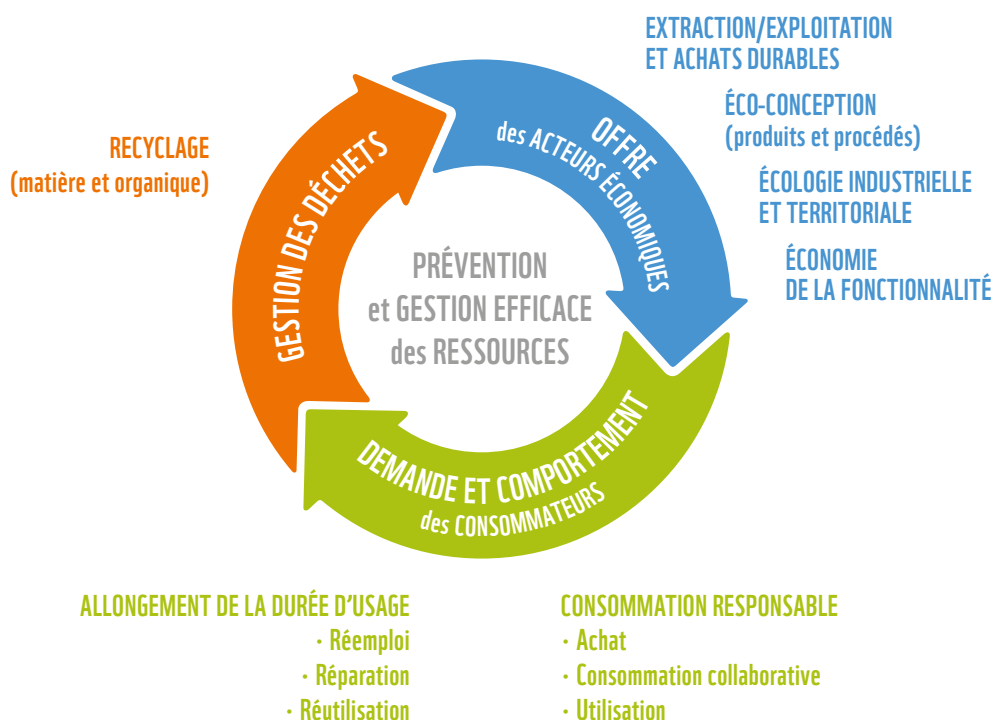 EXTRACTION/EXPLOITATION
ET ACHATS DURABLES
ÉCO-CONCEPTION
(produits et procédés)
ÉCOLOGIE INDUSTRIELLE
ET TERRITORIALE
ÉCONOMIE
DE LA FONCTIONNALITÉ
OFFRE
des ACTEURS ÉCONOMIQUES
RECYCLAGE
(matière et organique)
GESTION DES DÉCHETS
PRÉVENTION
et GESTION EFFICACE
des RESSOURCES
DEMANDE ET COMPORTEMENT
des CONSOMMATEURS
ALLONGEMENT DE LA DURÉE D'USAGE
· Réemploi
· Réparation
· Réutilisation
CONSOMMATION RESPONSABLE
· Achat
· Consommation collaborative
· Utilisation